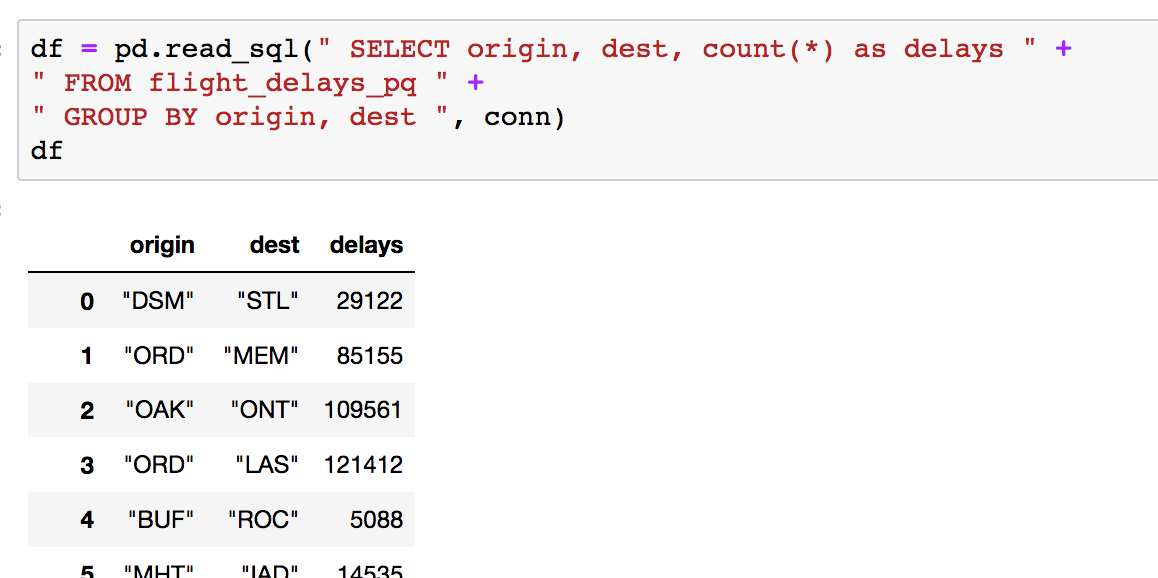 df = pd.read_sql(" SELECT origin, dest, count(*) as delays " +
" FROM flight_delays_pq " +
" GROUP BY origin, dest ", conn)
df
origin dest delays
0 "DSM" "STL" 29122
1 "ORD" "MEM" 85155
2 "OAK" "ONT" 109561
3 "ORD" "LAS" 121412
4 "BUF" "ROC" 5088
5 "MHT" "IAD" 14535